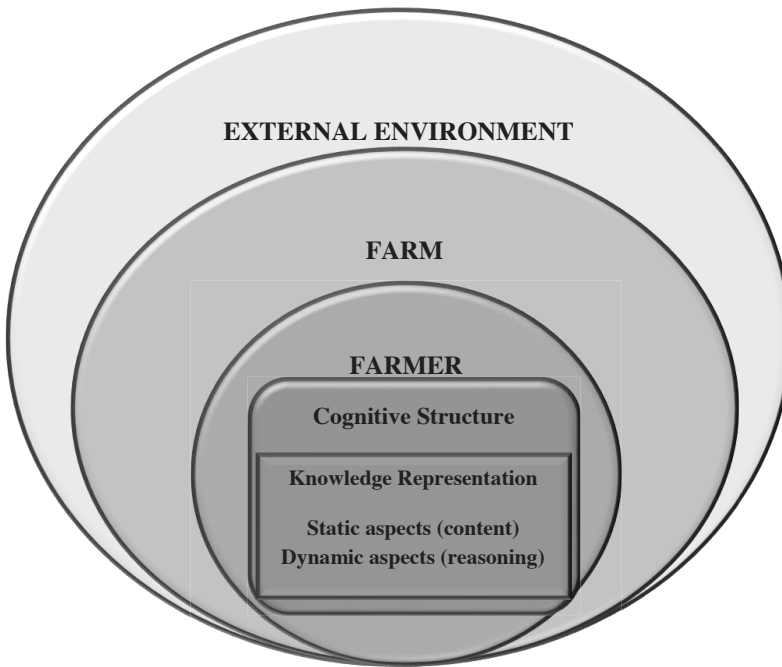 EXTERNAL ENVIRONMENT
FARM
FARMER
Cognitive Structure
Knowledge Representation
Static aspects (content)
Dynamic aspects (reasoning)